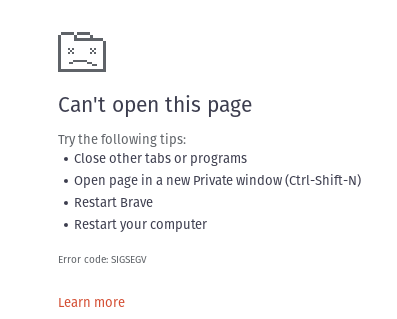 Can't open this page
Try the following tips:
• Close other tabs or programs
• Open page in a new Private window (Ctrl-Shift-N)
• Restart Brave
• Restart your computer
Error code: SIGSEGV
Learn more